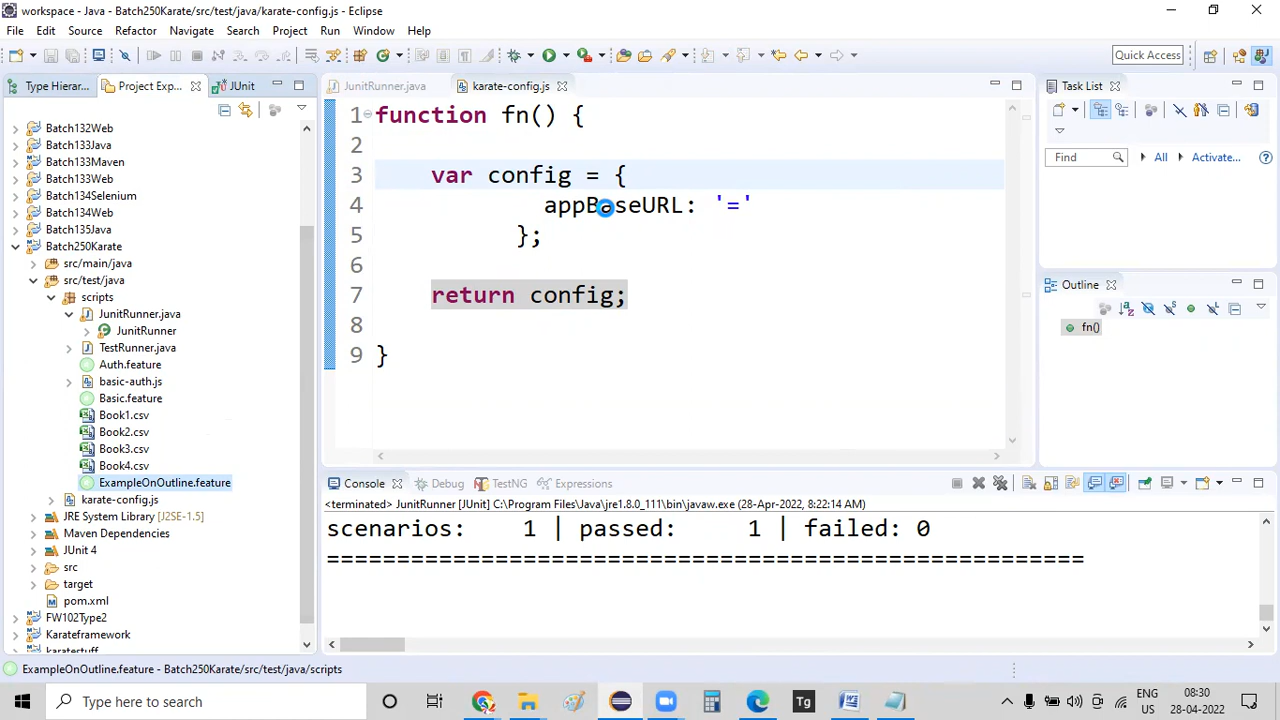 workspace - Java - Batch250Karate/src/test/java/karate-config.js - Eclipse
File Edit Source Refactor Navigate Search Project Run Window Help
Quick Access
Type Hierar...
Project Exp...
JUnit
JunitRunner.java
karate-config.js
Task List
Batch132Web
Batch133Java
Batch133Maven
Batch133Web
Batch134Selenium
Batch134Web
Batch135Java
Batch250Karate
src/main/java
src/test/java
scripts
JunitRunner.java
JunitRunner
TestRunner.java
Auth.feature
basic-auth.js
Basic.feature
Book1.csv
Book2.csv
Book3.csv
Book4.csv
ExampleOnOutline.feature
karate-config.js
JRE System Library [J2SE-1.5]
Maven Dependencies
JUnit 4
src
target
pom.xml
FW102Type2
Karateframework
karatestuff
1 function fn() {
2
3 var config = {
4 appBaseURL: '='
5 };
6
7 return config;
8
9 }
Find All Activate...
Outline
fn()
Console Debug TestNG Expressions
<terminated> JunitRunner [JUnit] C:\Program Files\Java\jre1.8.0_111\bin\javaw.exe (28-Apr-2022, 8:22:14 AM)
scenarios: 1 | passed: 1 | failed: 0
======================================================
ExampleOnOutline.feature - Batch250Karate/src/test/java/scripts
Type here to search
Tg
ENG
US
08:30
28-04-2022